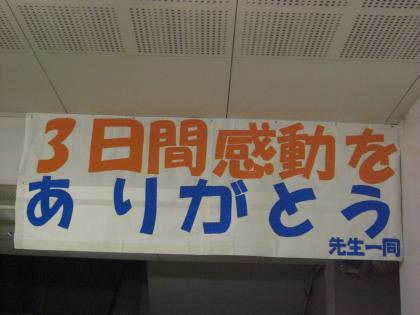 3日間感動を
ありがとう
先生一同